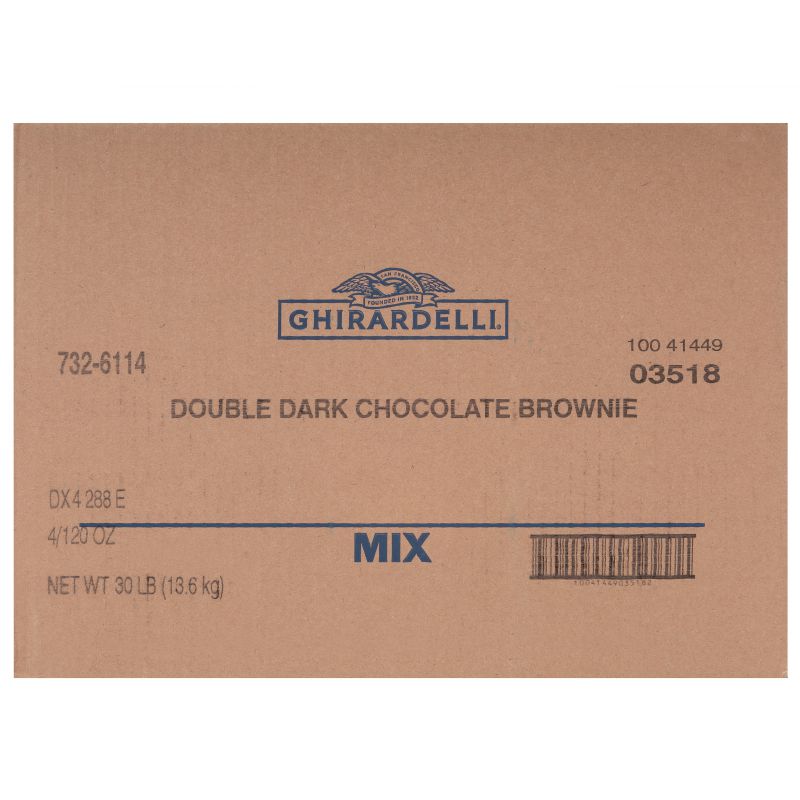 SAN FRANCISCO
FOUNDED IN 1852
GHIRARDELLI®
732-6114
100 41449
03518
DOUBLE DARK CHOCOLATE BROWNIE
DX4 288 E
4/120 OZ
MIX
NET WT 30 LB (13.6 kg)
10041449035182